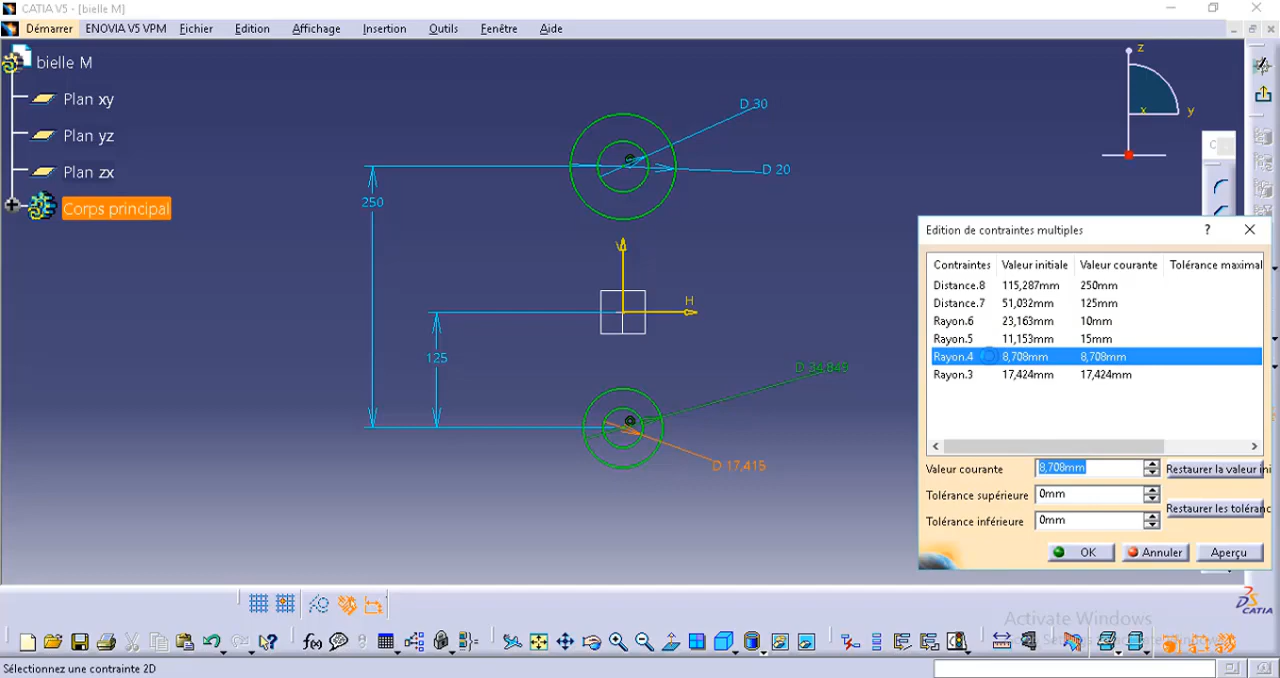 CATIA V5 - [bielle M]
Démarrer ENOVIA V5 VPM Fichier Edition Affichage Insertion Outils Fenêtre Aide
bielle M
Plan xy
Plan yz
Plan zx
Corps principal
D 30
D 20
250
V
H
125
D 34,848
D 17,415
z
x
y
C
Edition de contraintes multiples ?
Contraintes Valeur initiale Valeur courante Tolérance maximal
Distance.8 115,287mm 250mm
Distance.7 51,032mm 125mm
Rayon.6 23,163mm 10mm
Rayon.5 11,153mm 15mm
Rayon.4 8,708mm 8,708mm
Rayon.3 17,424mm 17,424mm
Valeur courante 8,708mm Restaurer la valeur ini
Tolérance supérieure 0mm
Restaurer les toléranc
Tolérance inférieure 0mm
OK Annuler Aperçu
DS CATIA
Activate Windows
f(x) ?
Sélectionnez une contrainte 2D